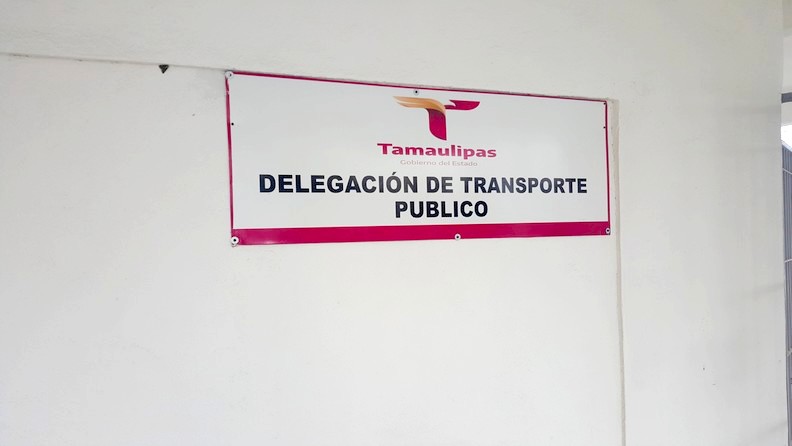 Tamaulipas
Gobierno del Estado
DELEGACIÓN DE TRANSPORTE
PUBLICO